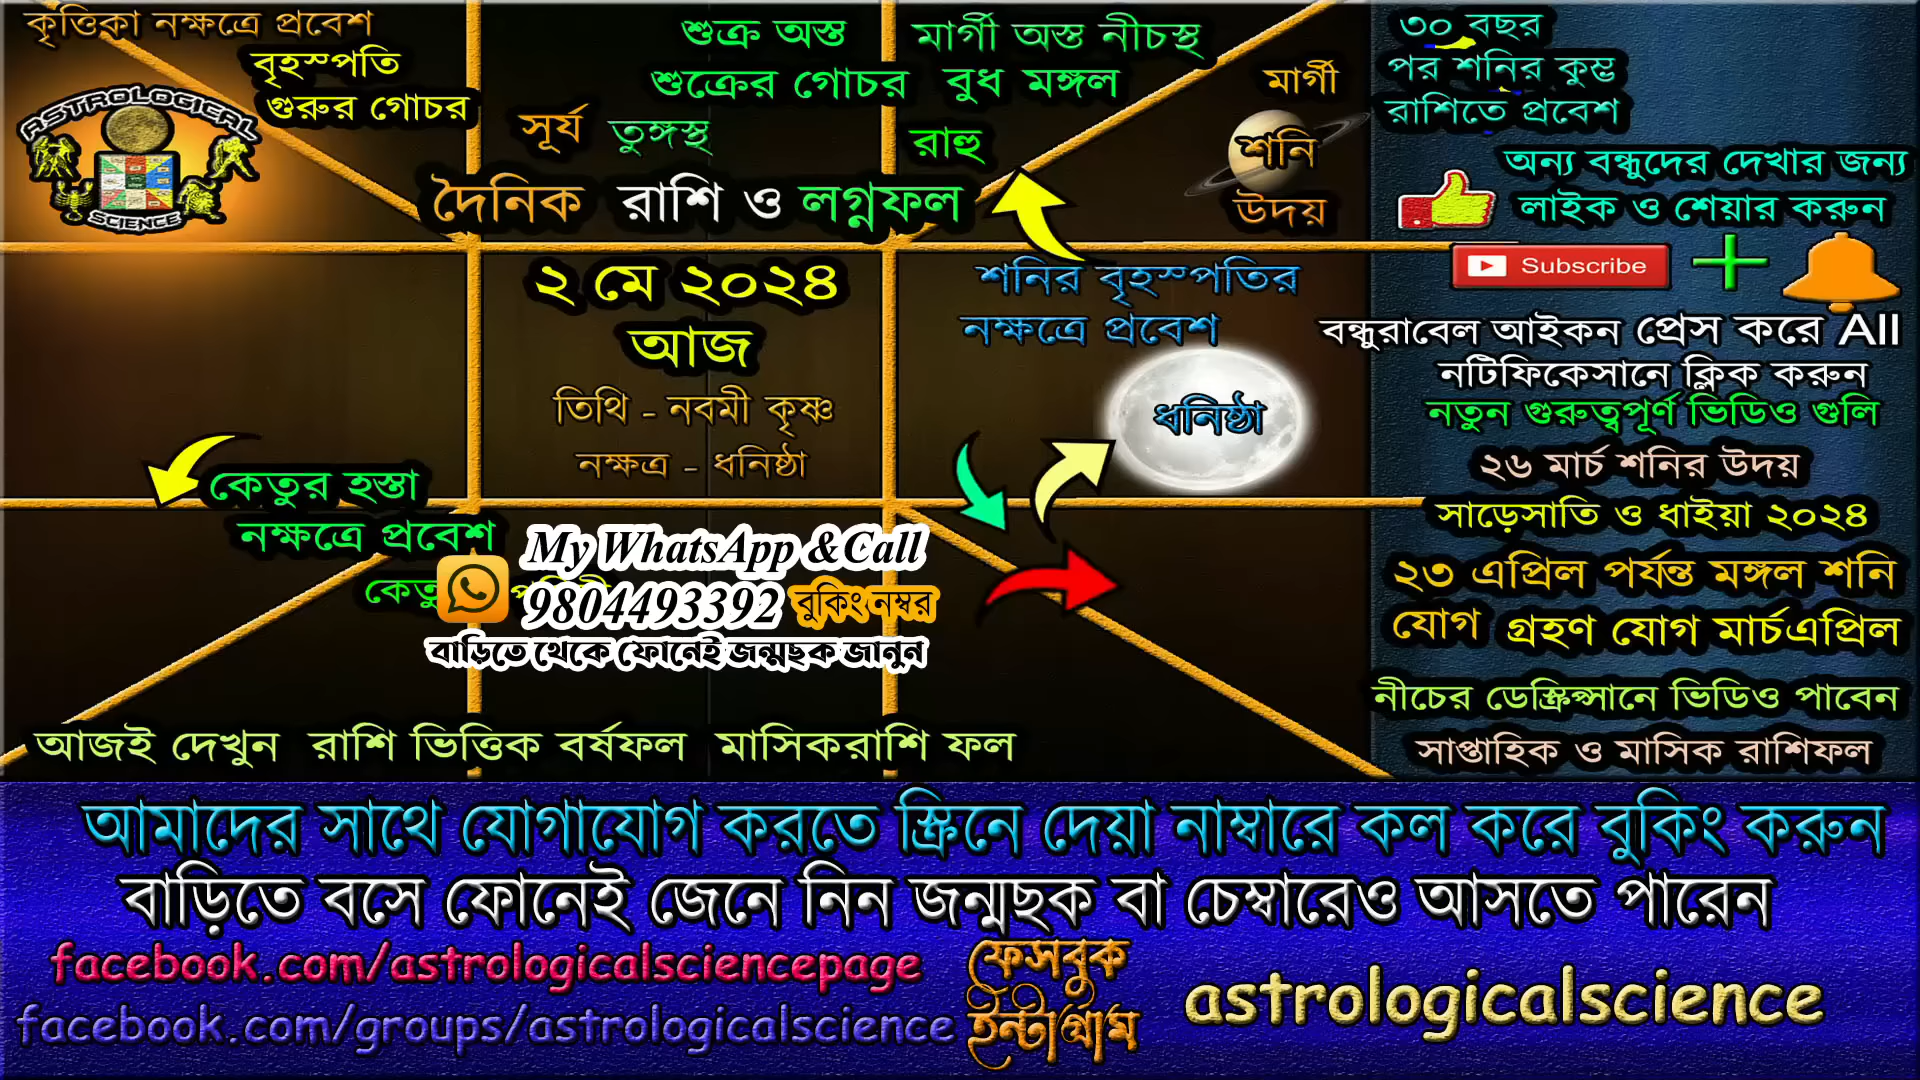 কৃত্তিকা নক্ষত্রে প্রবেশ
বৃহস্পতি
গুরুর গোচর
ASTROLOGICAL
SCIENCE
শুক্র অস্ত
মার্গী অস্ত নীচস্থ
শুক্রের গোচর বুধ মঙ্গল
মার্গী
সূর্য তুঙ্গস্থ
রাহু
শনি
উদয়
দৈনিক রাশি ও লগ্নফল
২ মে ২০২৪
আজ
তিথি - নবমী কৃষ্ণ
নক্ষত্র - ধনিষ্ঠা
শনির বৃহস্পতির
নক্ষত্রে প্রবেশ
ধনিষ্ঠা
কেতুর হস্তা
নক্ষত্রে প্রবেশ
My WhatsApp &Call
9804493392 বুকিং নম্বর
বাড়িতে থেকে ফোনেই জন্মছক জানুন
আজই দেখুন রাশি ভিত্তিক বর্ষফল মাসিকরাশি ফল
৩০ বছর
পর শনির কুম্ভ
রাশিতে প্রবেশ
অন্য বন্ধুদের দেখার জন্য
লাইক ও শেয়ার করুন
Subscribe
বন্ধুরাবেল আইকন প্রেস করে All
নটিফিকেসানে ক্লিক করুন
নতুন গুরুত্বপূর্ণ ভিডিও গুলি
২৬ মার্চ শনির উদয়
সাড়েসাতি ও ধাইয়া ২০২৪
২৩ এপ্রিল পর্যন্ত মঙ্গল শনি
যোগ গ্রহণ যোগ মার্চএপ্রিল
নীচের ডেস্ক্রিপ্সানে ভিডিও পাবেন
সাপ্তাহিক ও মাসিক রাশিফল
আমাদের সাথে যোগাযোগ করতে স্ক্রিনে দেয়া নাম্বারে কল করে বুকিং করুন
বাড়িতে বসে ফোনেই জেনে নিন জন্মছক বা চেম্বারেও আসতে পারেন
facebook.com/astrologicalsciencepage
facebook.com/groups/astrologicalscience
ফেসবুক
ইন্টাগ্রাম
astrologicalscience